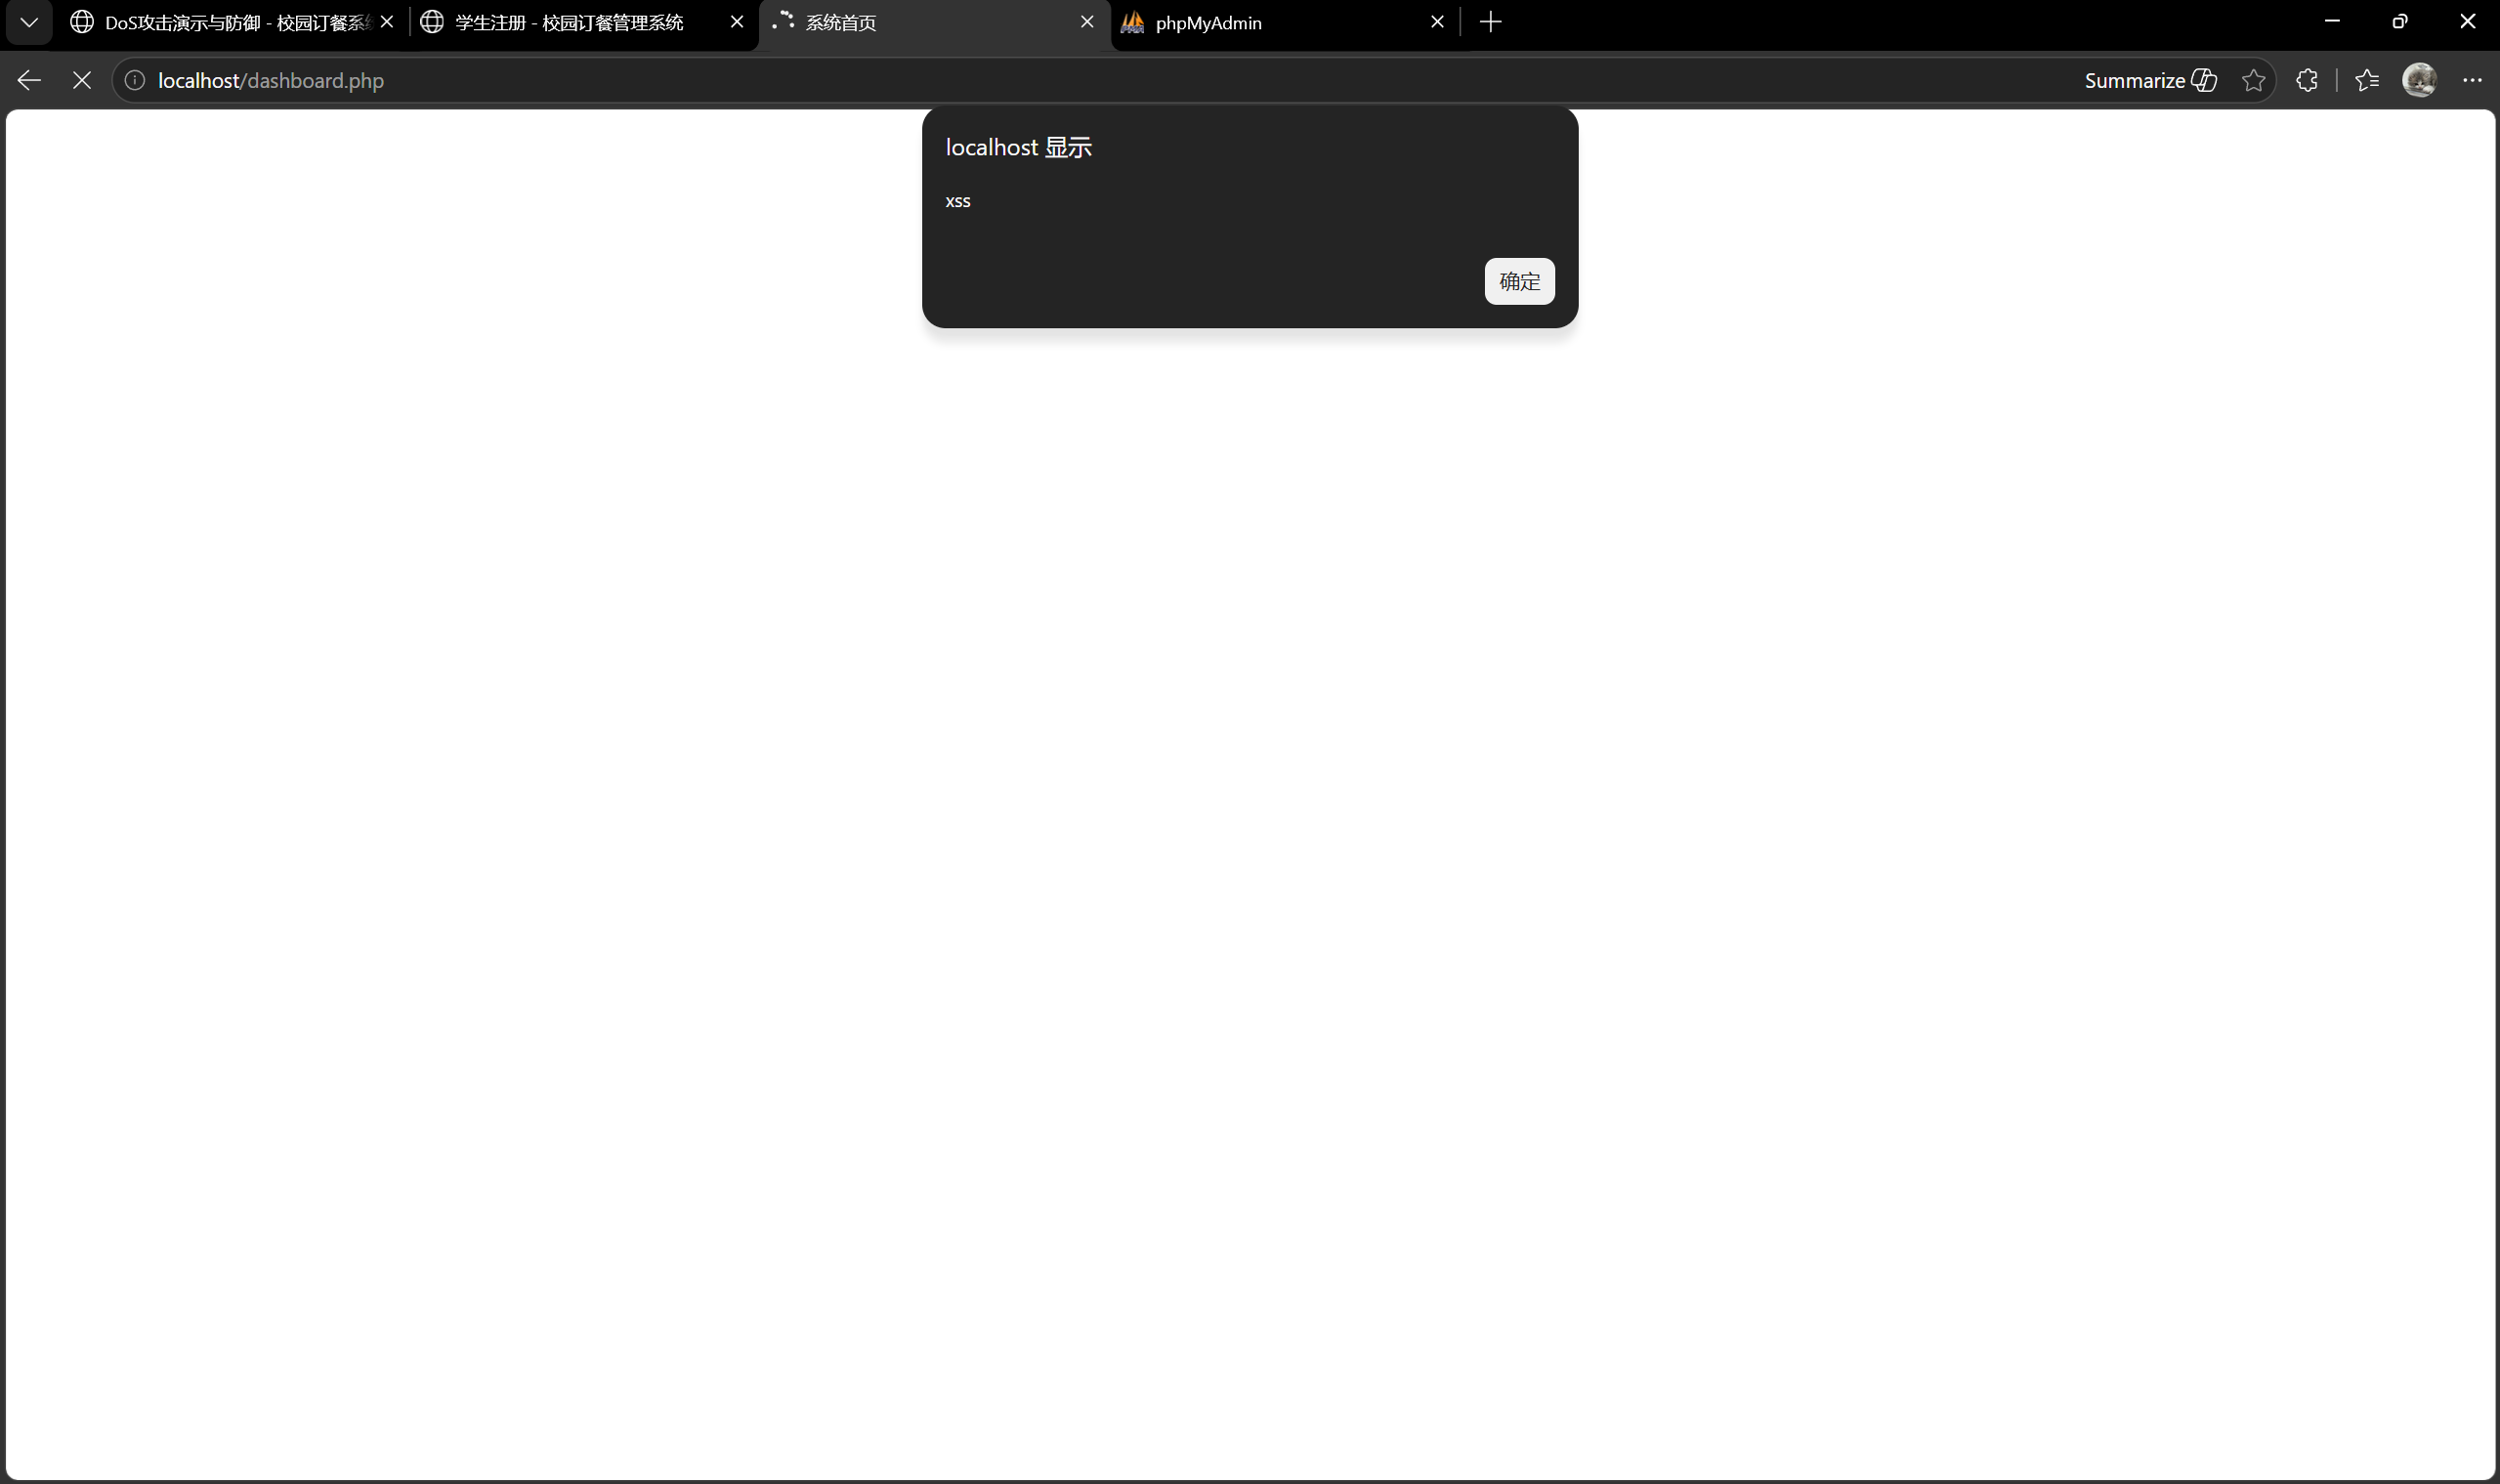 DoS攻击演示与防御 - 校园订餐系统
学生注册 - 校园订餐管理系统
系统首页
phpMyAdmin
localhost/dashboard.php
Summarize
localhost 显示
xss
确定